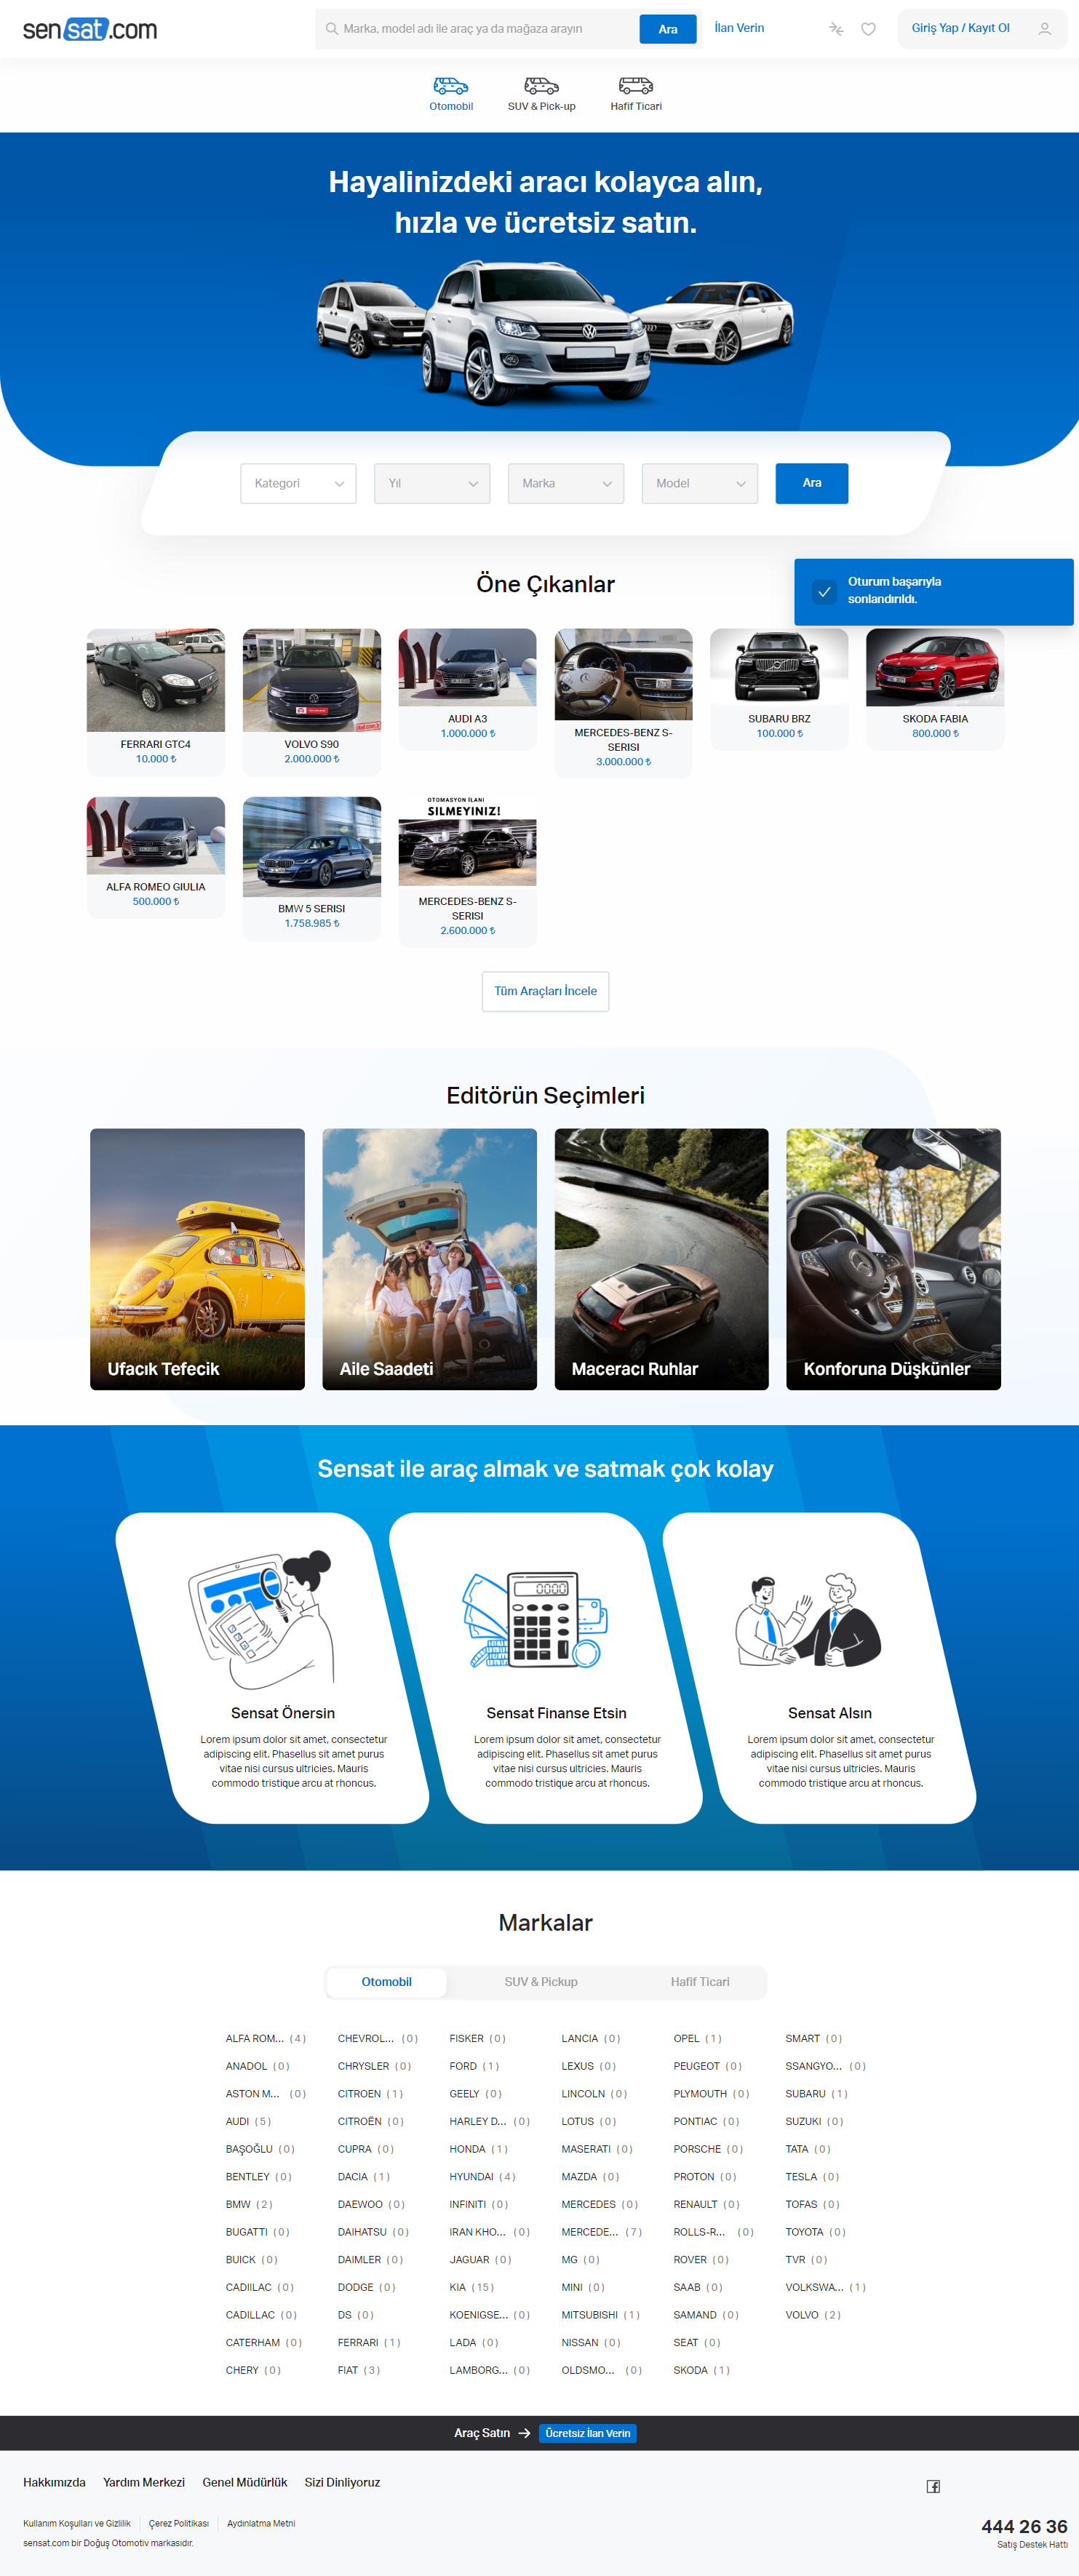 sensat.com
Marka, model adı ile araç ya da mağaza arayın
Ara
İlan Verin
Giriş Yap / Kayıt Ol
Otomobil
SUV & Pick-up
Hafif Ticari
Hayalinizdeki aracı kolayca alın,
hızla ve ücretsiz satın.
Kategori
Yıl
Marka
Model
Ara
Öne Çıkanlar
Oturum başarıyla
sonlandırıldı.
FERRARI GTC4
10.000 ₺
VOLVO S90
2.000.000 ₺
AUDI A3
1.000.000 ₺
MERCEDES-BENZ S-
SERISI
3.000.000 ₺
SUBARU BRZ
100.000 ₺
SKODA FABIA
800.000 ₺
ALFA ROMEO GIULIA
500.000 ₺
BMW 5 SERISI
1.758.985 ₺
OTOMASYON İLANI
SİLMEYİNİZ!
MERCEDES-BENZ S-
SERISI
2.600.000 ₺
Tüm Araçları İncele
Editörün Seçimleri
Ufacık Tefecik
Aile Saadeti
Maceracı Ruhlar
Konforuna Düşkünler
Sensat ile araç almak ve satmak çok kolay
Sensat Önersin
Lorem ipsum dolor sit amet, consectetur
adipiscing elit. Phasellus sit amet purus
vitae nisi cursus ultricies. Mauris
commodo tristique arcu at rhoncus.
Sensat Finanse Etsin
Lorem ipsum dolor sit amet, consectetur
adipiscing elit. Phasellus sit amet purus
vitae nisi cursus ultricies. Mauris
commodo tristique arcu at rhoncus.
Sensat Alsın
Lorem ipsum dolor sit amet, consectetur
adipiscing elit. Phasellus sit amet purus
vitae nisi cursus ultricies. Mauris
commodo tristique arcu at rhoncus.
Markalar
Otomobil
SUV & Pickup
Hafif Ticari
ALFA ROM... (4)
ANADOL (0)
ASTON M... (0)
AUDI (5)
BAŞOĞLU (0)
BENTLEY (0)
BMW (2)
BUGATTI (0)
BUICK (0)
CADIILAC (0)
CADILLAC (0)
CATERHAM (0)
CHERY (0)
CHEVROL... (0)
CHRYSLER (0)
CITROEN (1)
CITROËN (0)
CUPRA (0)
DACIA (1)
DAEWOO (0)
DAIHATSU (0)
DAIMLER (0)
DODGE (0)
DS (0)
FERRARI (1)
FIAT (3)
FISKER (0)
FORD (1)
GEELY (0)
HARLEY D... (0)
HONDA (1)
HYUNDAI (4)
INFINITI (0)
IRAN KHO... (0)
JAGUAR (0)
KIA (15)
KOENIGSE... (0)
LADA (0)
LAMBORG... (0)
LANCIA (0)
LEXUS (0)
LINCOLN (0)
LOTUS (0)
MASERATI (0)
MAZDA (0)
MERCEDES (0)
MERCEDE... (7)
MG (0)
MINI (0)
MITSUBISHI (1)
NISSAN (0)
OLDSMO... (0)
OPEL (1)
PEUGEOT (0)
PLYMOUTH (0)
PONTIAC (0)
PORSCHE (0)
PROTON (0)
RENAULT (0)
ROLLS-R... (0)
ROVER (0)
SAAB (0)
SAMAND (0)
SEAT (0)
SKODA (1)
SMART (0)
SSANGYO... (0)
SUBARU (1)
SUZUKI (0)
TATA (0)
TESLA (0)
TOFAS (0)
TOYOTA (0)
TVR (0)
VOLKSWA... (1)
VOLVO (2)
Araç Satın → Ücretsiz İlan Verin
Hakkımızda
Yardım Merkezi
Genel Müdürlük
Sizi Dinliyoruz
Kullanım Koşulları ve Gizlilik
Çerez Politikası
Aydınlatma Metni
sensat.com bir Doğuş Otomotiv markasıdır.
444 26 36
Satış Destek Hattı